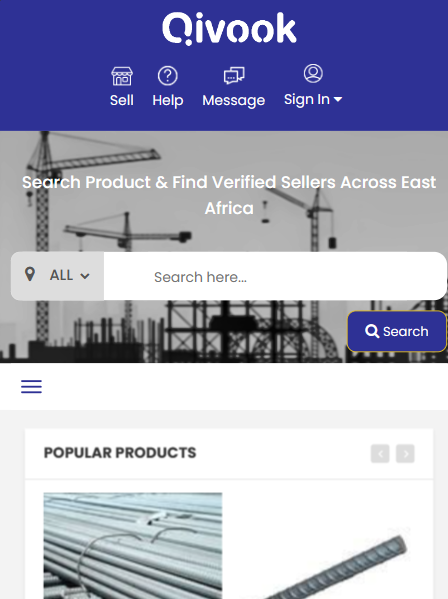 Qivook
Sell Help Message Sign In
Search Product & Find Verified Sellers Across East
Africa
ALL Search here...
Search
POPULAR PRODUCTS